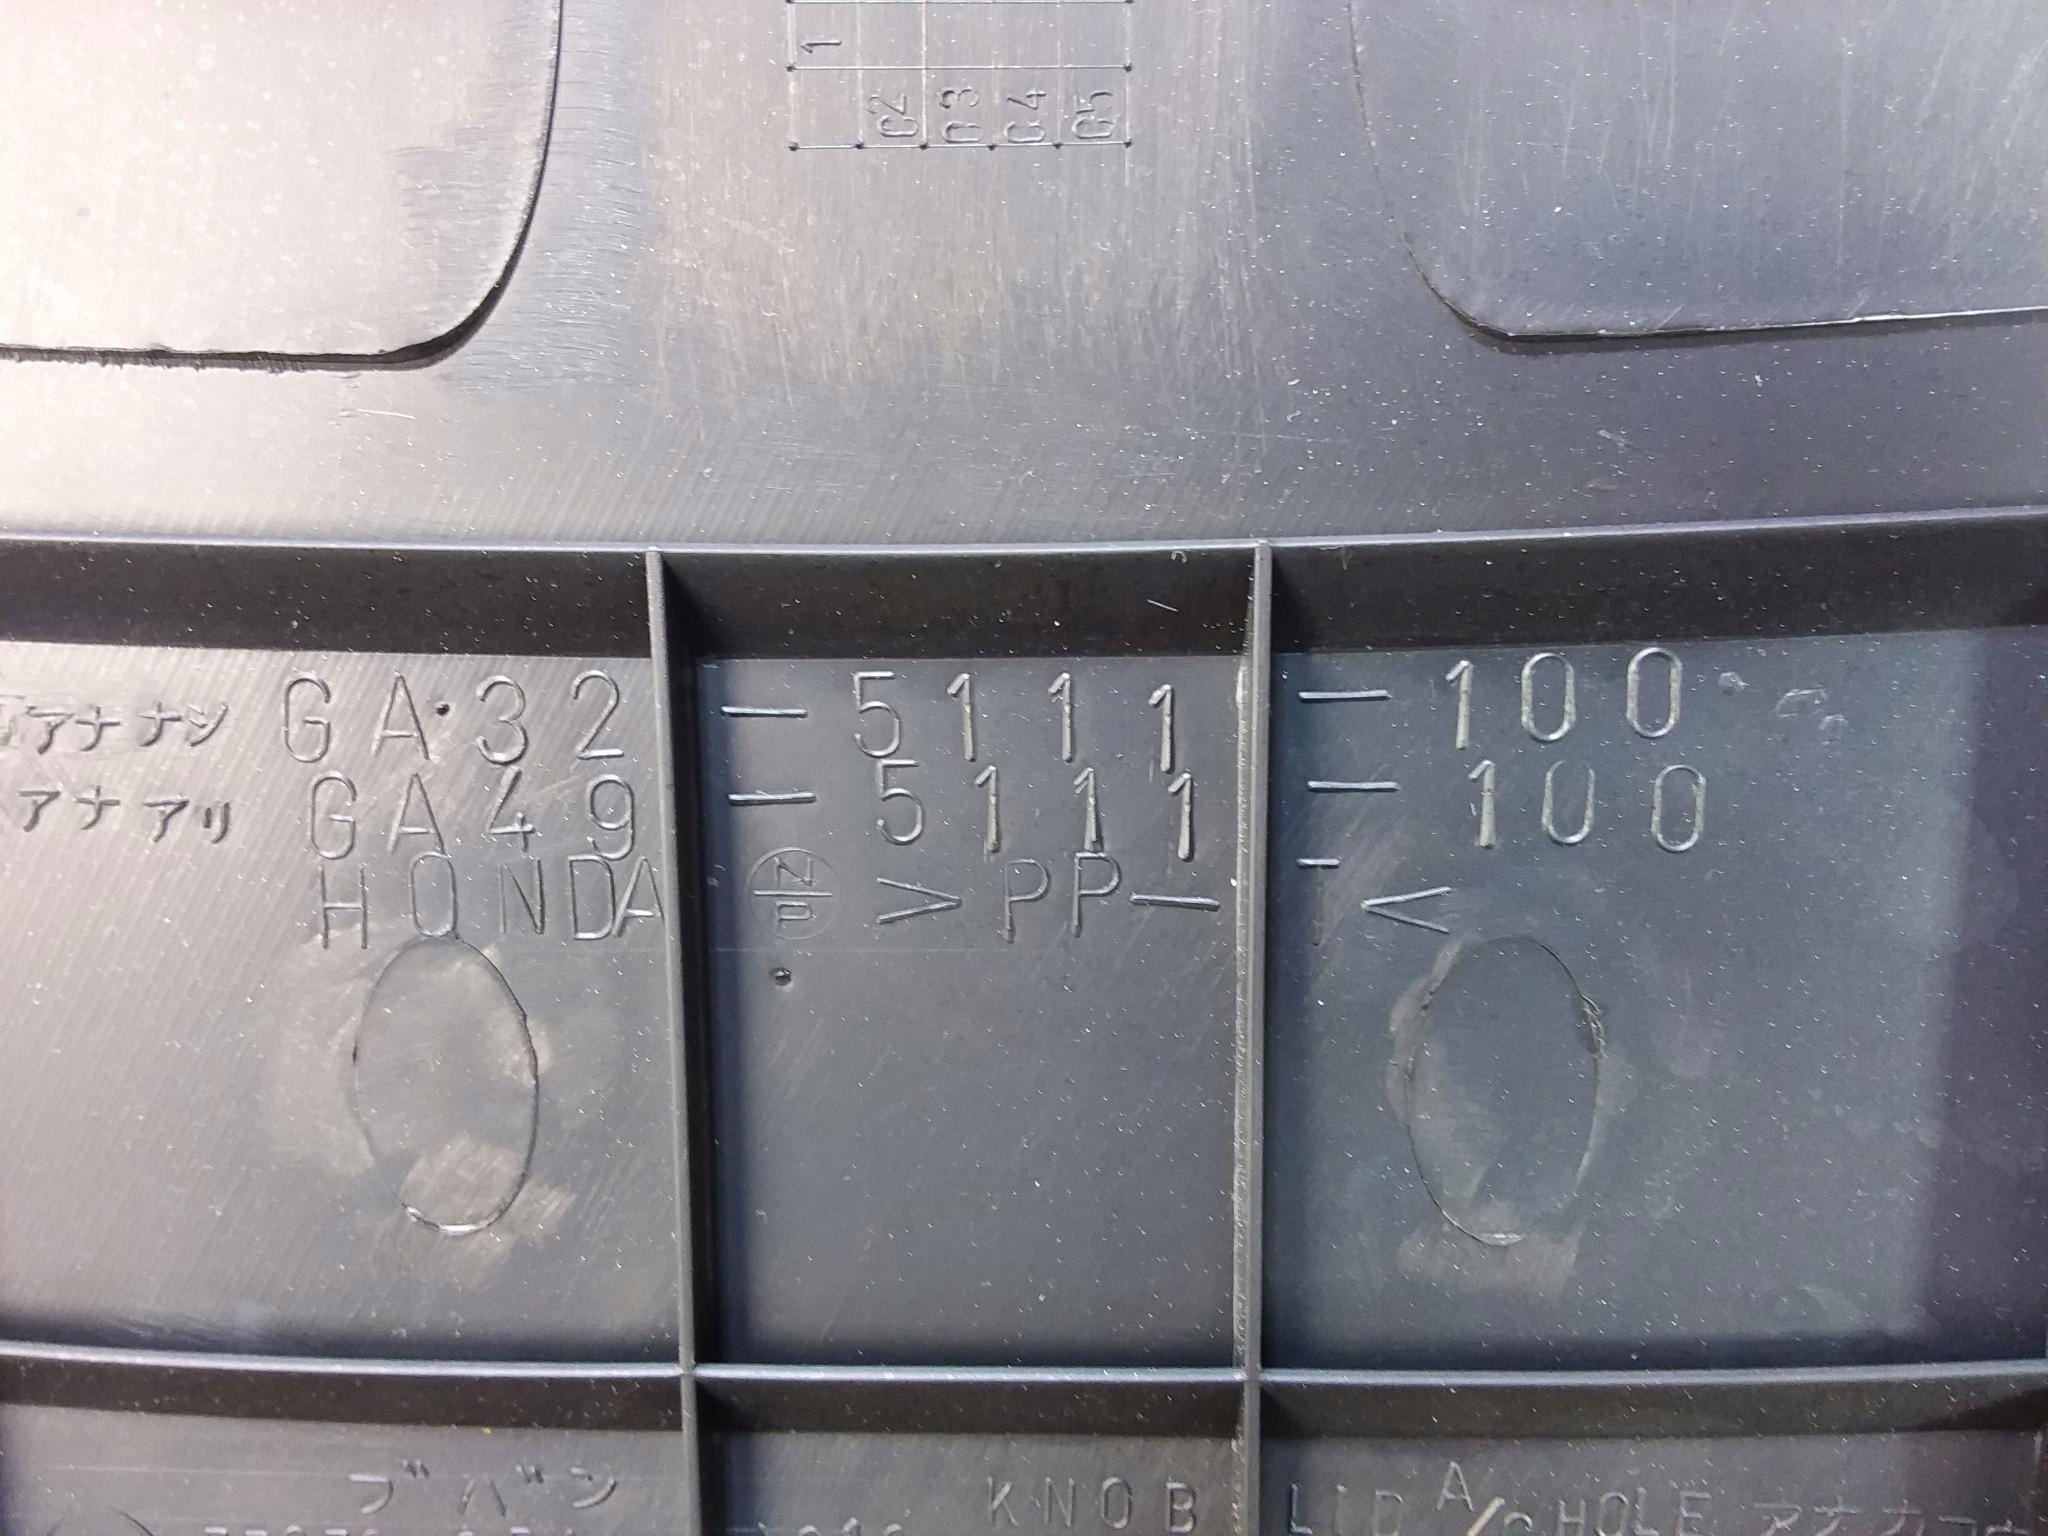 1
C2 C3 C4 C5
アナナシ GA32-5111-100
アナアリ GA49-5111-100
HONDA NP >PP-T<
KNOB LID A/ HOLE